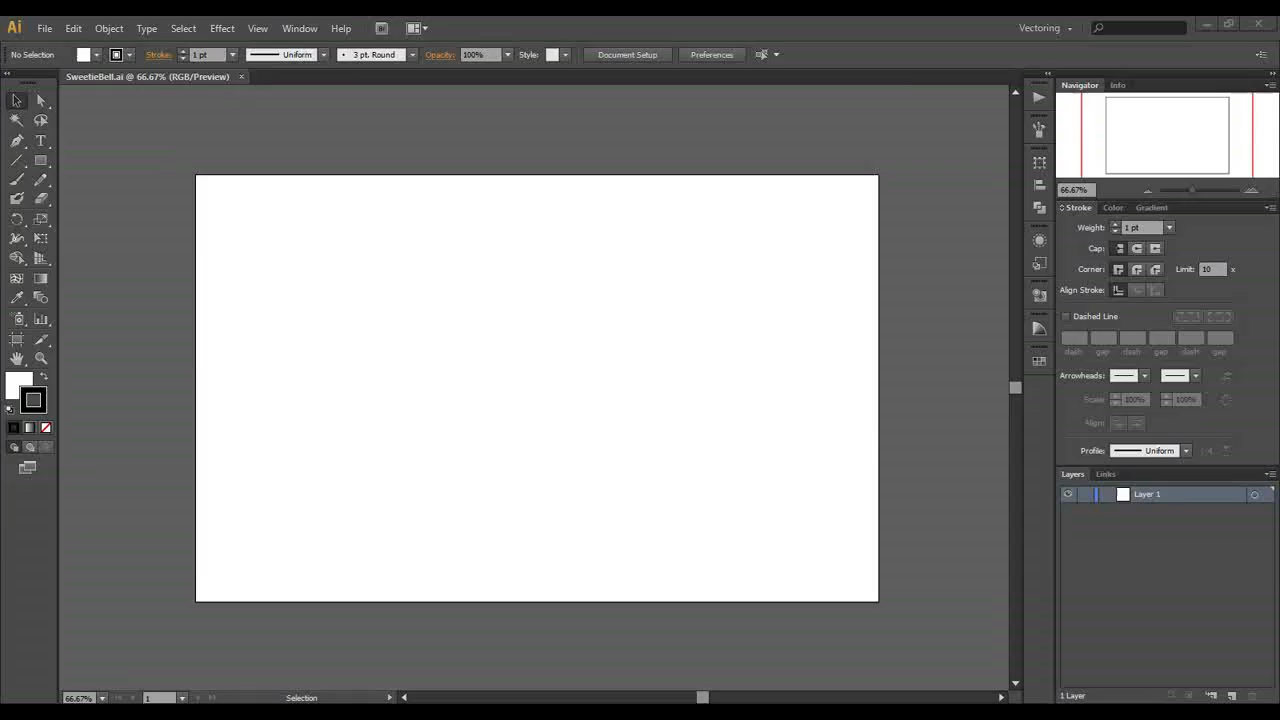 Ai File Edit Object Type Select Effect View Window Help Br Vectoring
No Selection Stroke: 1 pt Uniform 3 pt. Round Opacity: 100% Style: Document Setup Preferences
SweetieBell.ai @ 66.67% (RGB/Preview)
Navigator Info
66.67%
Stroke Color Gradient
Weight: 1 pt
Cap:
Corner: Limit: 10 x
Align Stroke:
Dashed Line
dash gap dash gap dash gap
Arrowheads:
Scale: 100% 100%
Align:
Profile: Uniform
Layers Links
Layer 1
1 Layer
66.67% 1 Selection